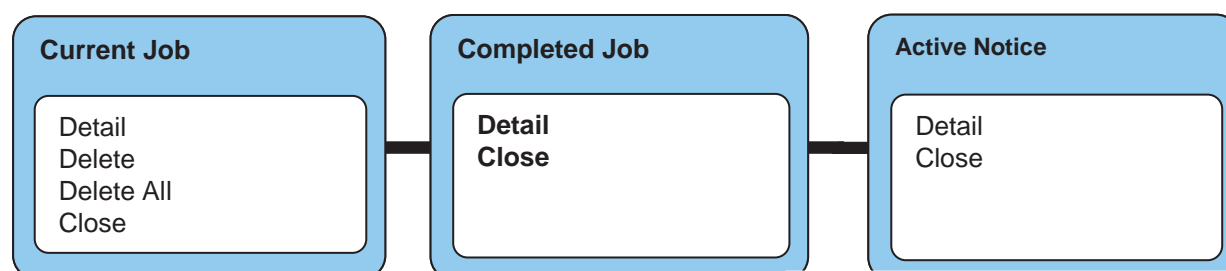 Current Job
Detail
Delete
Delete All
Close
Completed Job
Detail
Close
Active Notice
Detail
Close